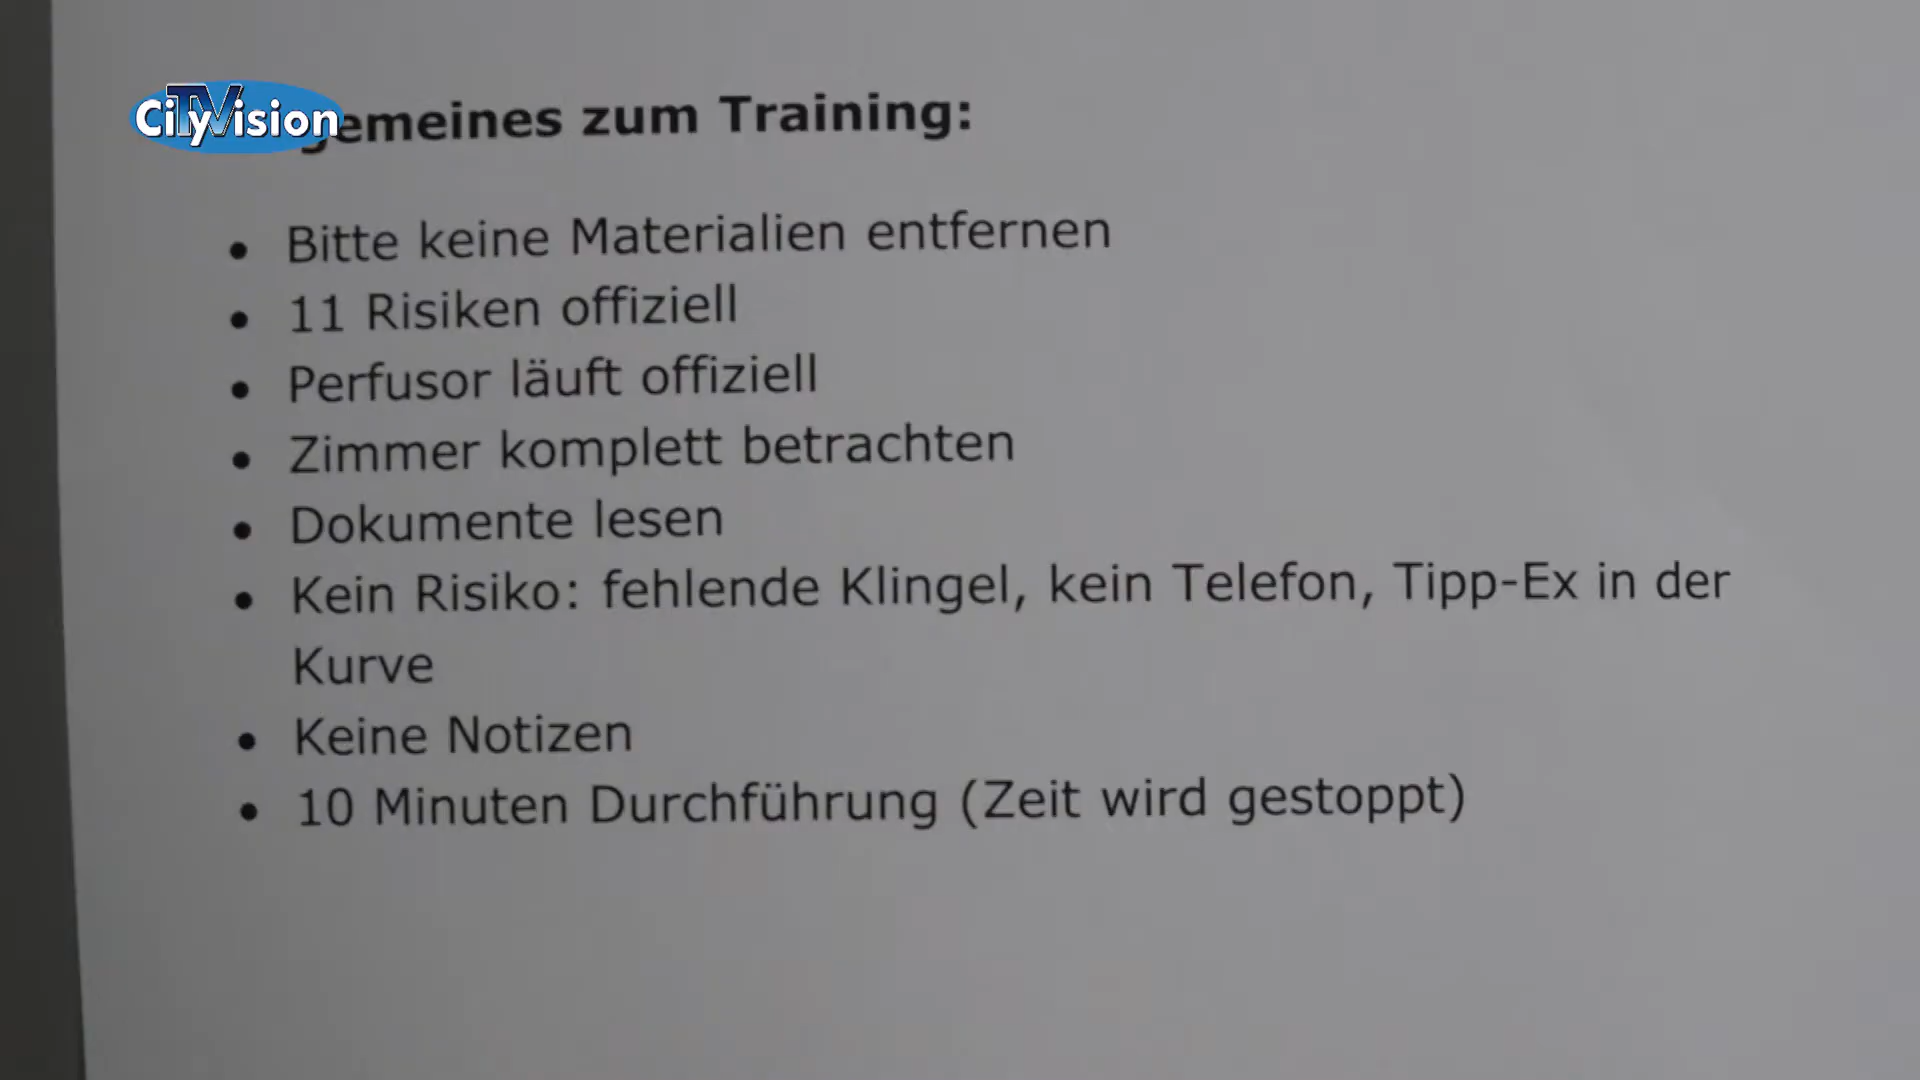 CiTyVision
gemeines zum Training:
• Bitte keine Materialien entfernen
• 11 Risiken offiziell
• Perfusor läuft offiziell
• Zimmer komplett betrachten
• Dokumente lesen
• Kein Risiko: fehlende Klingel, kein Telefon, Tipp-Ex in der
Kurve
• Keine Notizen
• 10 Minuten Durchführung (Zeit wird gestoppt)